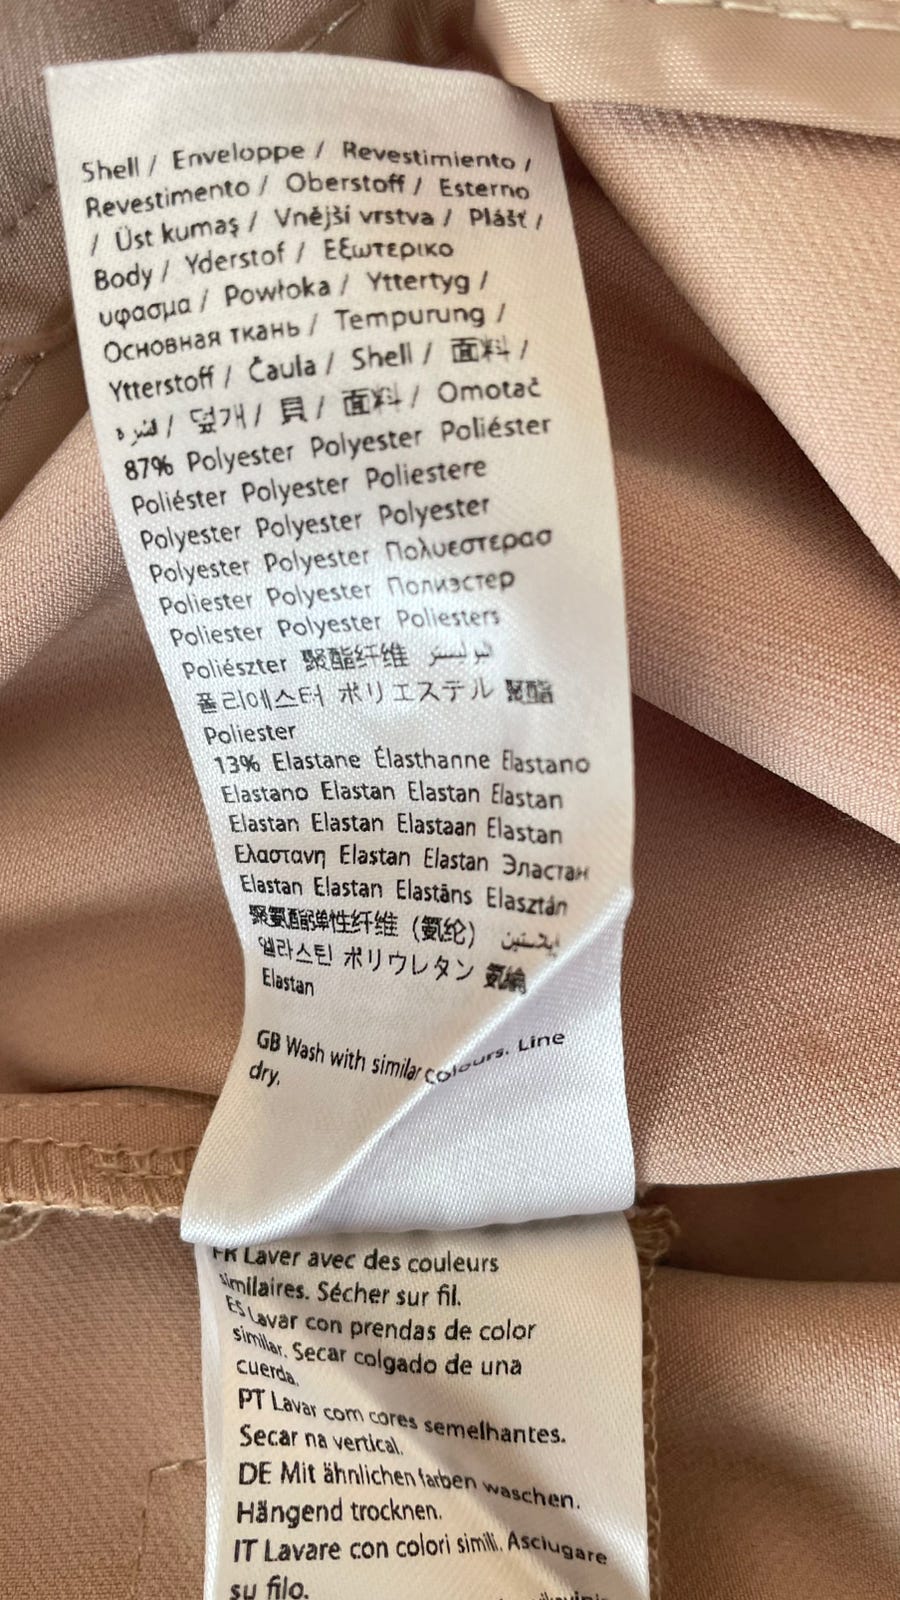 Shell / Enveloppe / Revestimiento /
Revestimento / Oberstoff / Esterno
/ Üst kumaş / Vnější vrstva / Plášť /
Body / Yderstof / Εξωτερικο
υφασμα / Powłoka / Yttertyg /
Основная ткань / Tempurung /
Ytterstoff / Čaula / Shell / 面料 /
قشره / 덮개 / 貝 / 面料 / Omotač
87% Polyester Polyester Poliéster
Poliéster Polyester Poliestere
Polyester Polyester Polyester
Polyester Polyester Πολυεστερασ
Poliester Polyester Полиэстер
Poliester Polyester Poliesters
Poliészter 聚酯纤维 بوليستر
폴리에스터 ポリエステル 聚酯
Poliester
13% Elastane Élasthanne Elastano
Elastano Elastan Elastan Elastan
Elastan Elastan Elastaan Elastan
Ελαστανη Elastan Elastan Эластан
Elastan Elastan Elastāns Elasztán
聚氨酯弹性纤维 (氨纶)
엘라스틴 ポリウレタン 氨綸
Elastan
GB Wash with similar colours. Line
dry.
FR Laver avec des couleurs
similaires. Sécher sur fil.
ES Lavar con prendas de color
similar. Secar colgado de una
cuerda.
PT Lavar com cores semelhantes.
Secar na vertical.
DE Mit ähnlichen farben waschen.
Hängend trocknen.
IT Lavare con colori simili. Asciugare
su filo.